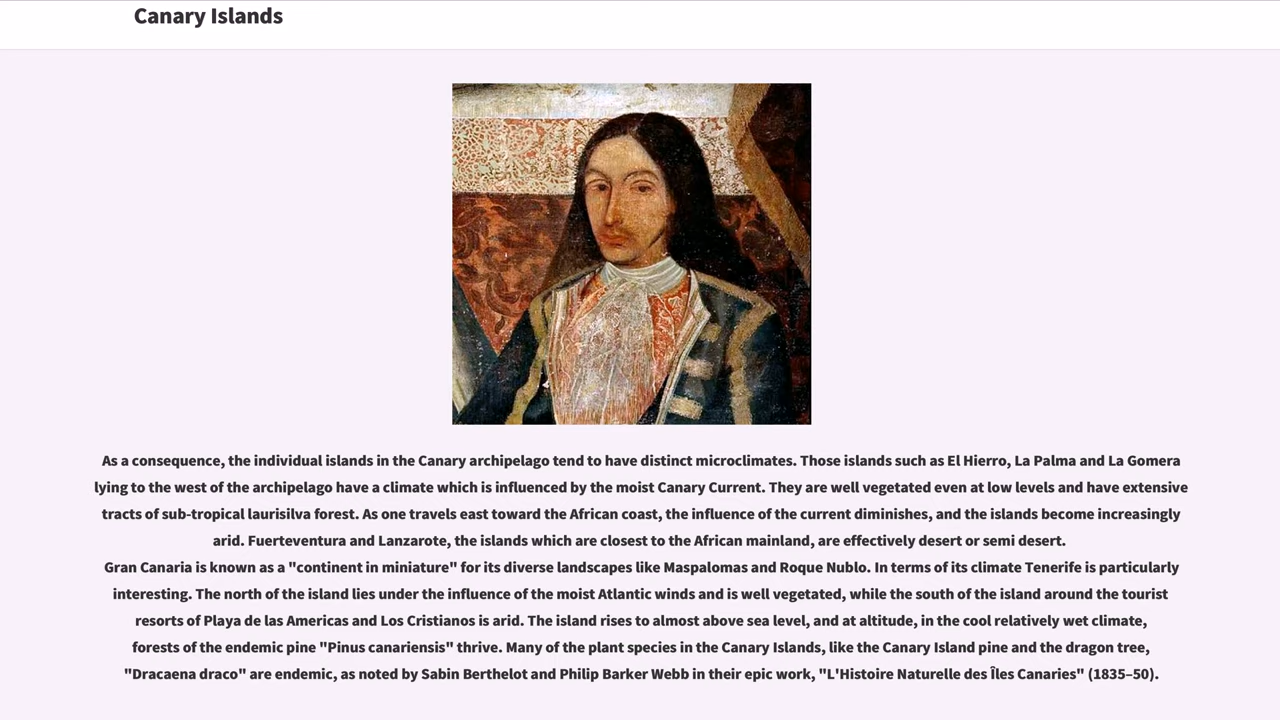 Canary Islands
As a consequence, the individual islands in the Canary archipelago tend to have distinct microclimates. Those islands such as El Hierro, La Palma and La Gomera
lying to the west of the archipelago have a climate which is influenced by the moist Canary Current. They are well vegetated even at low levels and have extensive
tracts of sub-tropical laurisilva forest. As one travels east toward the African coast, the influence of the current diminishes, and the islands become increasingly
arid. Fuerteventura and Lanzarote, the islands which are closest to the African mainland, are effectively desert or semi desert.
Gran Canaria is known as a "continent in miniature" for its diverse landscapes like Maspalomas and Roque Nublo. In terms of its climate Tenerife is particularly
interesting. The north of the island lies under the influence of the moist Atlantic winds and is well vegetated, while the south of the island around the tourist
resorts of Playa de las Americas and Los Cristianos is arid. The island rises to almost above sea level, and at altitude, in the cool relatively wet climate,
forests of the endemic pine "Pinus canariensis" thrive. Many of the plant species in the Canary Islands, like the Canary Island pine and the dragon tree,
"Dracaena draco" are endemic, as noted by Sabin Berthelot and Philip Barker Webb in their epic work, "L'Histoire Naturelle des Îles Canaries" (1835–50).